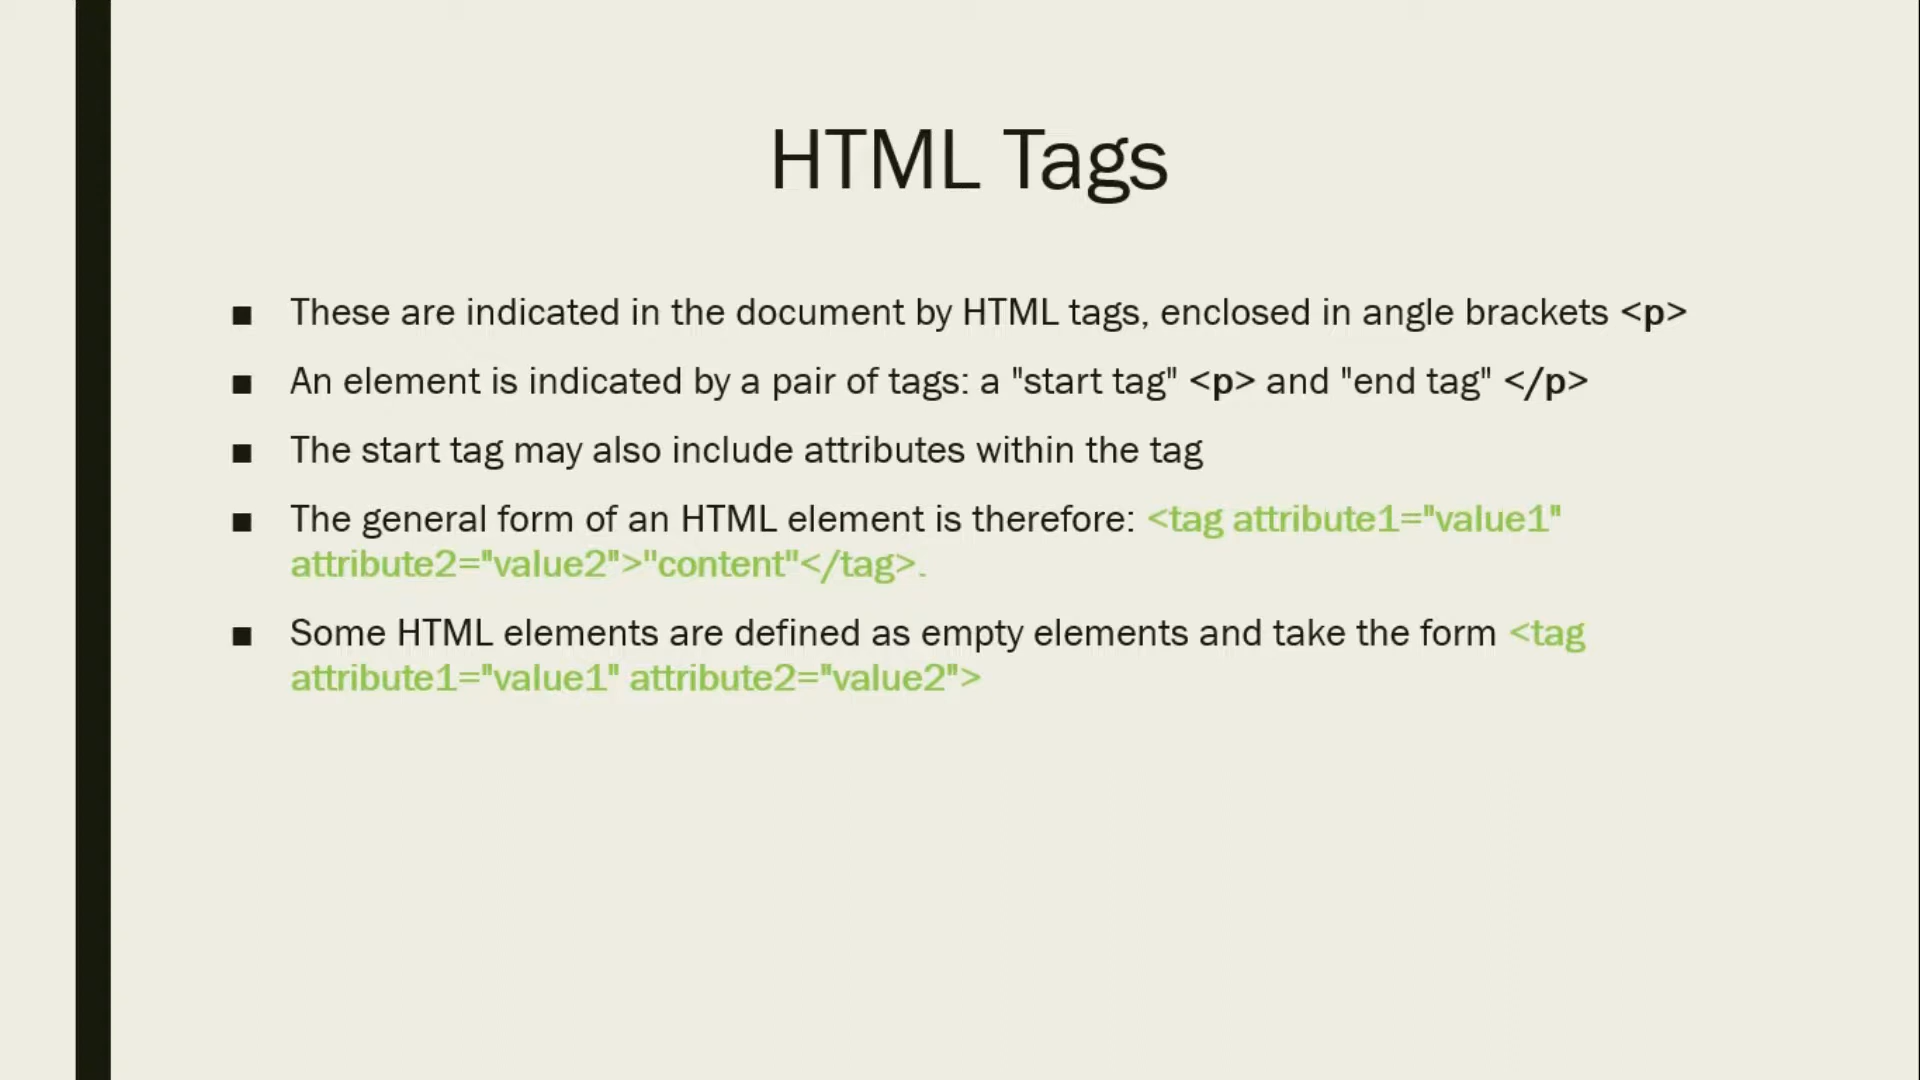 HTML Tags
■ These are indicated in the document by HTML tags, enclosed in angle brackets <p>
■ An element is indicated by a pair of tags: a "start tag" <p> and "end tag" </p>
■ The start tag may also include attributes within the tag
■ The general form of an HTML element is therefore: <tag attribute1="value1"
attribute2="value2">"content"</tag>.
■ Some HTML elements are defined as empty elements and take the form <tag
attribute1="value1" attribute2="value2">